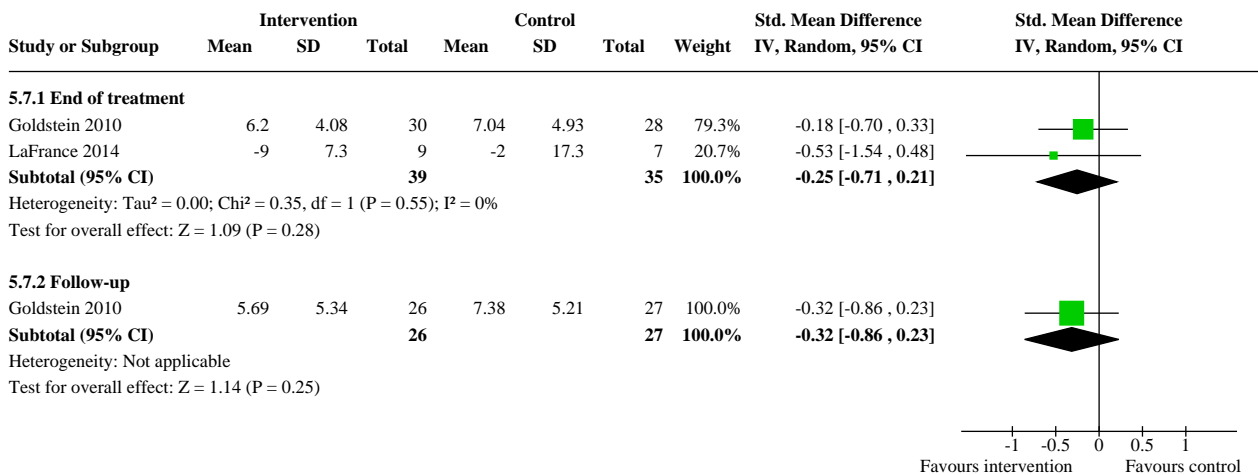 Intervention Control Std. Mean Difference Std. Mean Difference
Study or Subgroup Mean SD Total Mean SD Total Weight IV, Random, 95% CI IV, Random, 95% CI
5.7.1 End of treatment
Goldstein 2010 6.2 4.08 30 7.04 4.93 28 79.3% -0.18 [-0.70 , 0.33]
LaFrance 2014 -9 7.3 9 -2 17.3 7 20.7% -0.53 [-1.54 , 0.48]
Subtotal (95% CI) 39 35 100.0% -0.25 [-0.71 , 0.21]
Heterogeneity: Tau² = 0.00; Chi² = 0.35, df = 1 (P = 0.55); I² = 0%
Test for overall effect: Z = 1.09 (P = 0.28)
5.7.2 Follow-up
Goldstein 2010 5.69 5.34 26 7.38 5.21 27 100.0% -0.32 [-0.86 , 0.23]
Subtotal (95% CI) 26 27 100.0% -0.32 [-0.86 , 0.23]
Heterogeneity: Not applicable
Test for overall effect: Z = 1.14 (P = 0.25)
-1 -0.5 0 0.5 1
Favours intervention Favours control